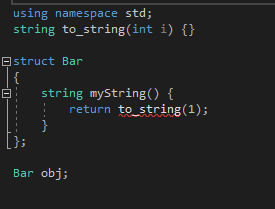 using namespace std;
string to_string(int i) {}
struct Bar
{
string myString() {
return to_string(1);
}
};
Bar obj;